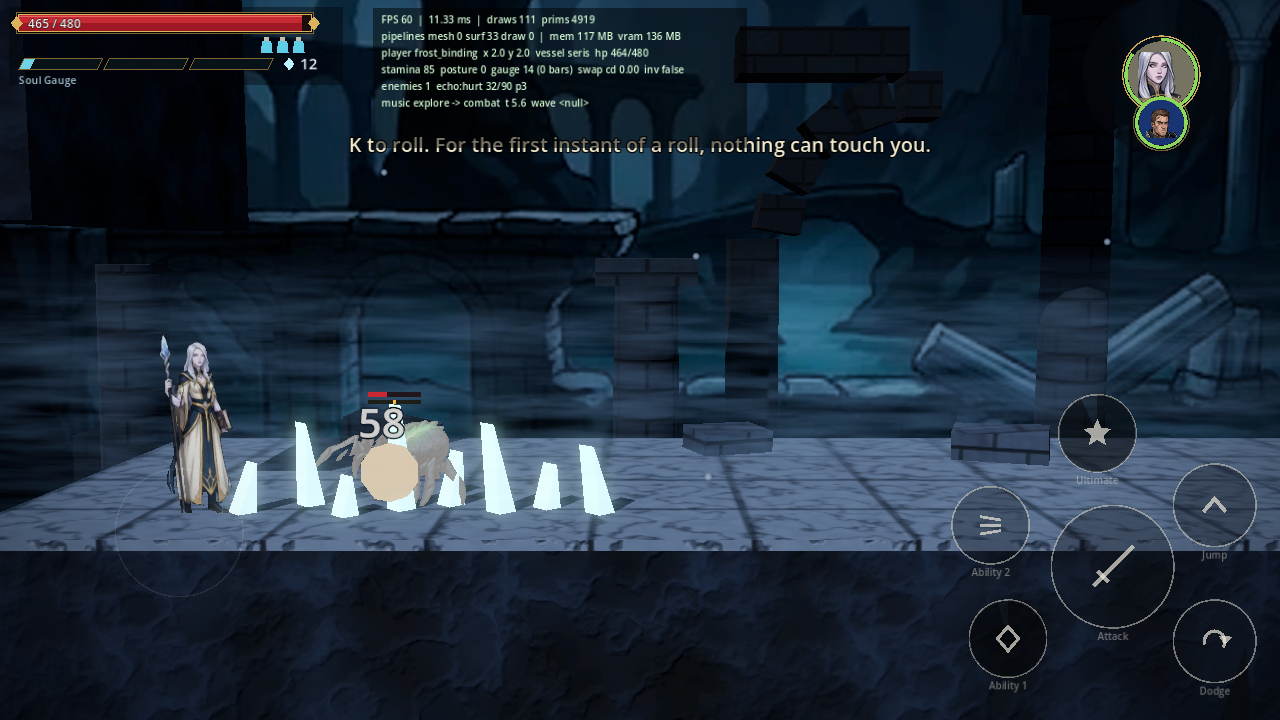 465 / 480
12
Soul Gauge
FPS 60 | 11.33 ms | draws 111 prims 4919
pipelines mesh 0 surf 33 draw 0 | mem 117 MB vram 136 MB
player frost_binding x 2.0 y 2.0 vessel seris hp 464/480
stamina 85 posture 0 gauge 14 (0 bars) swap cd 0.00 inv false
enemies 1 echo:hurt 32/90 p3
music explore -> combat t 5.6 wave <null>
K to roll. For the first instant of a roll, nothing can touch you.
58
Ultimate
Ability 2
Jump
Attack
Ability 1
Dodge